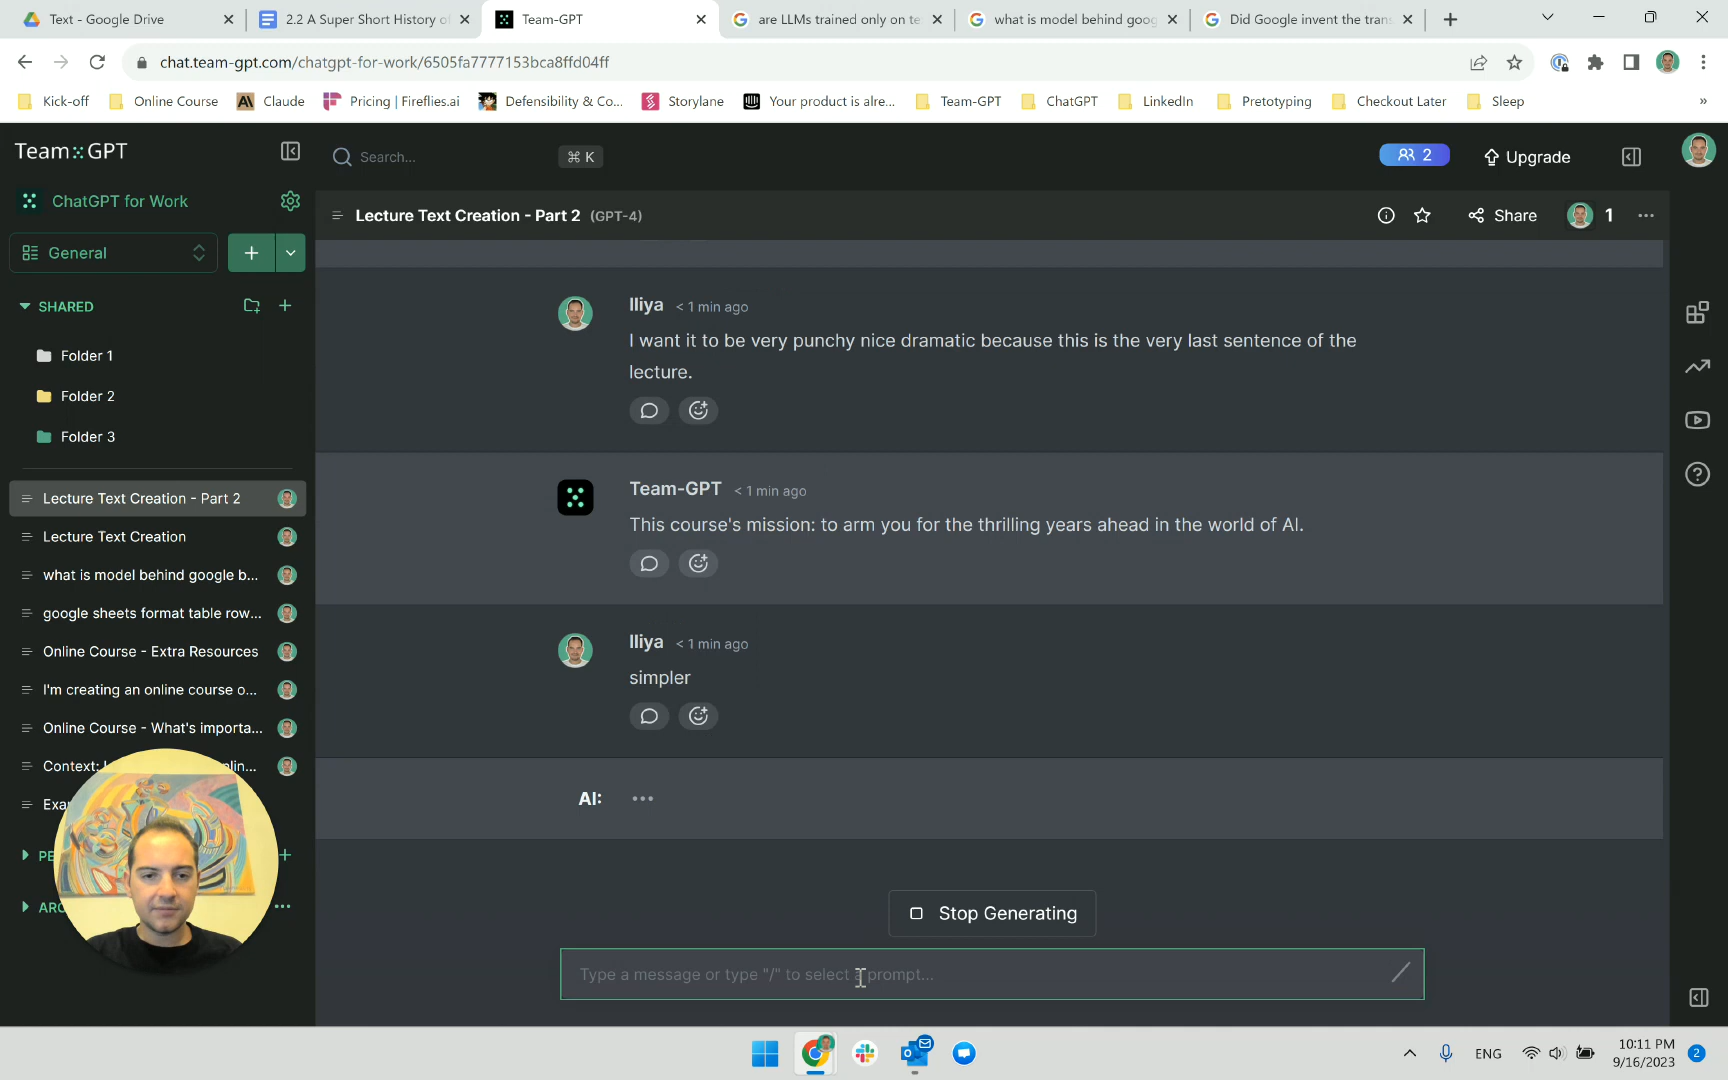 Text - Google Drive
2.2 A Super Short History of
Team-GPT
are LLMs trained only on te
what is model behind goog
Did Google invent the tran
chat.team-gpt.com/chatgpt-for-work/6505fa7777153bca8ffd04ff
Kick-off
Online Course
Claude
Pricing | Fireflies.ai
Defensibility & Co...
Storylane
Your product is alre...
Team-GPT
ChatGPT
LinkedIn
Pretotyping
Checkout Later
Sleep
»
Team GPT
Search...
⌘ K
2
Upgrade
ChatGPT for Work
Lecture Text Creation - Part 2 (GPT-4)
Share
1
General
SHARED
Folder 1
Folder 2
Folder 3
Lecture Text Creation - Part 2
Lecture Text Creation
what is model behind google b...
google sheets format table row...
Online Course - Extra Resources
I'm creating an online course o...
Online Course - What's importa...
Context:
lin...
Exa
PE
ARC
Iliya < 1 min ago
I want it to be very punchy nice dramatic because this is the very last sentence of the
lecture.
Team-GPT < 1 min ago
This course's mission: to arm you for the thrilling years ahead in the world of AI.
Iliya < 1 min ago
simpler
AI:
Stop Generating
Type a message or type "/" to select a prompt...
ENG
10:11 PM
9/16/2023
2